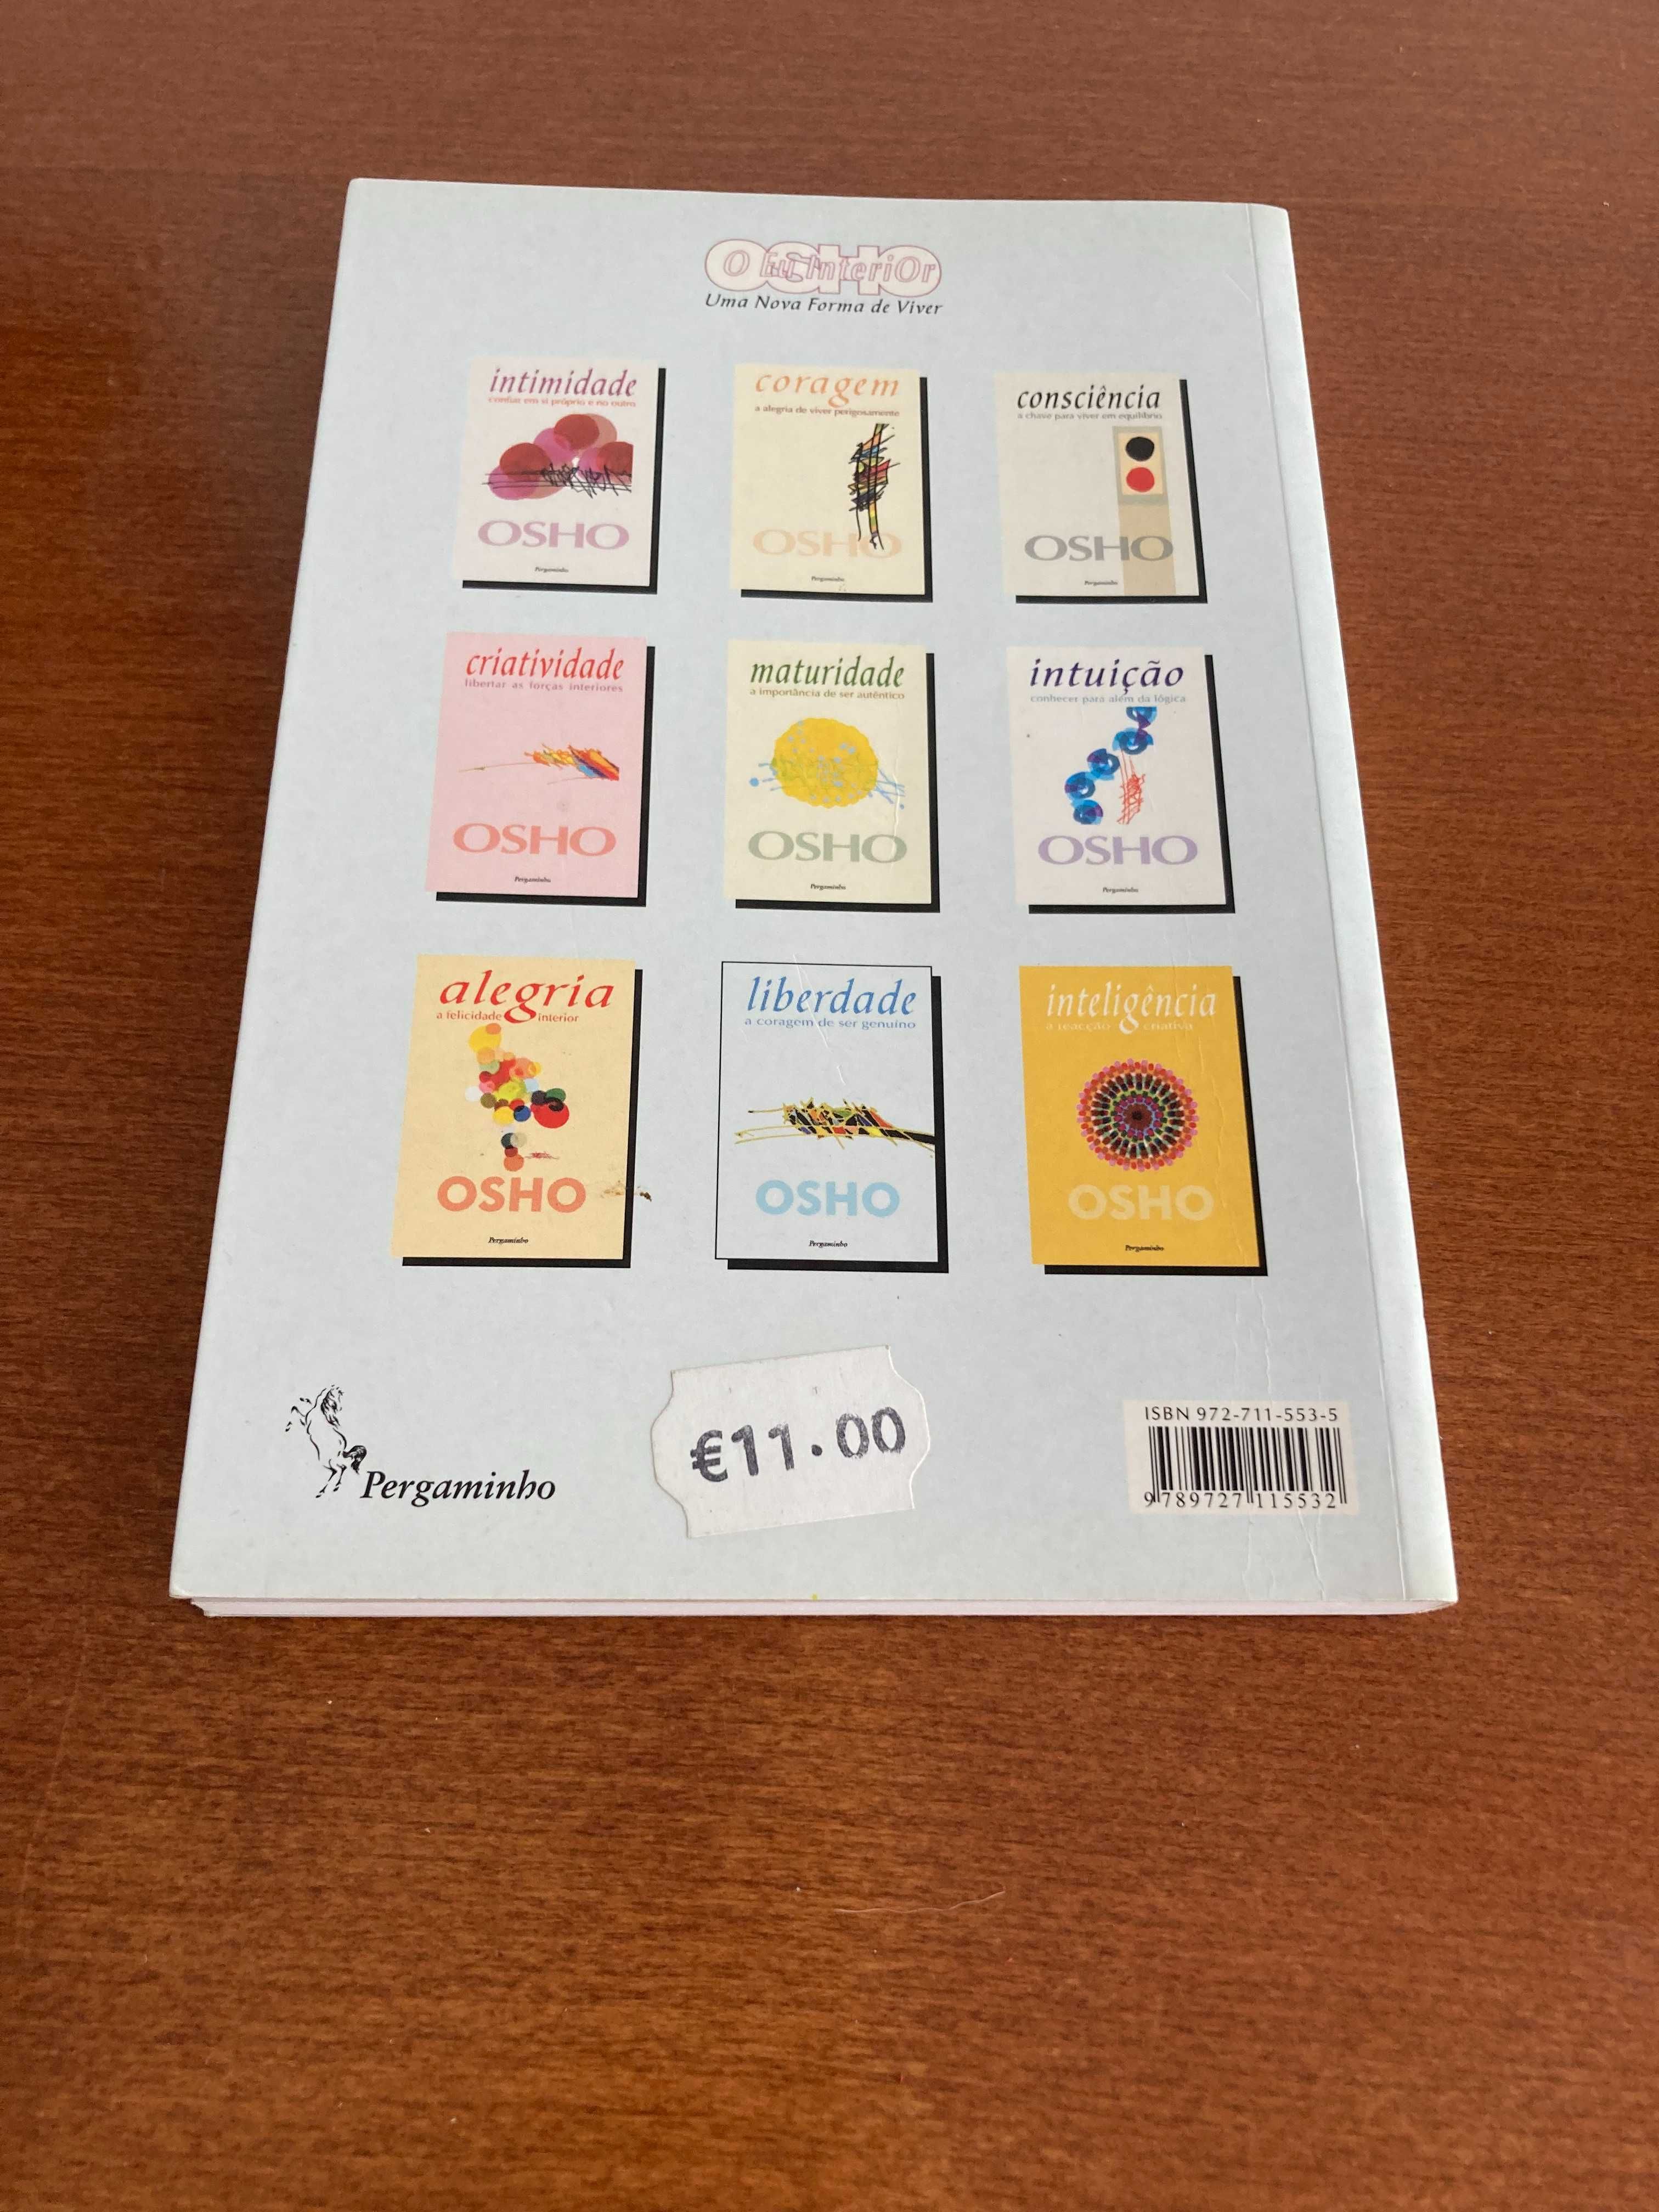 OSHO
O Eu InteriOr
Uma Nova Forma de Viver
intimidade
confiar em si próprio e no outro
OSHO
Pergaminho
coragem
a alegria de viver perigosamente
OSHO
Pergaminho
consciência
a chave para viver em equilíbrio
OSHO
Pergaminho
criatividade
libertar as forças interiores
OSHO
Pergaminho
maturidade
a importância de ser autêntico
OSHO
Pergaminho
intuição
conhecer para além da lógica
OSHO
Pergaminho
alegria
a felicidade interior
OSHO
Pergaminho
liberdade
a coragem de ser genuíno
OSHO
Pergaminho
inteligência
a reacção criativa
OSHO
Pergaminho
Pergaminho
€11.00
ISBN 972-711-553-5
9 789727 115532